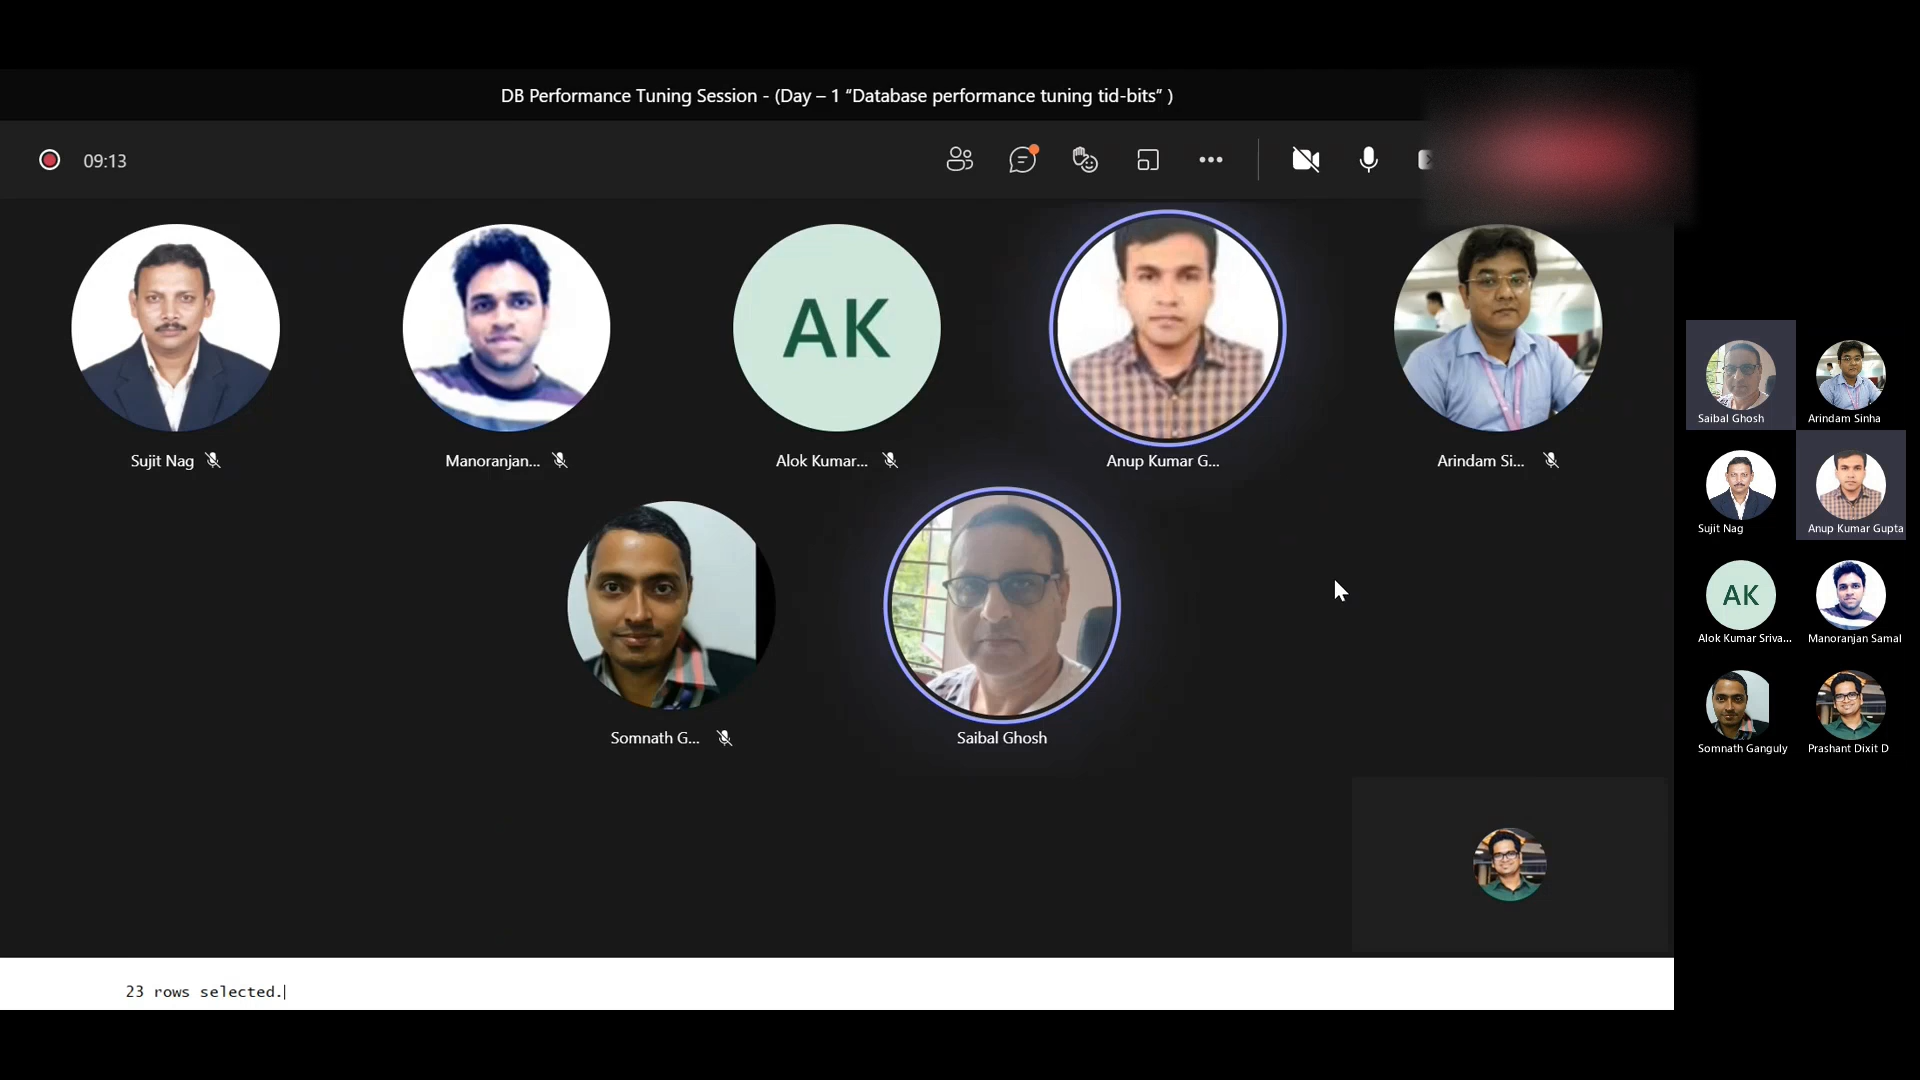 DB Performance Tuning Session - (Day – 1 “Database performance tuning tid-bits” )
09:13
AK
Sujit Nag
Manoranjan...
Alok Kumar...
Anup Kumar G...
Arindam Si...
Somnath G...
Saibal Ghosh
23 rows selected.
Saibal Ghosh
Arindam Sinha
Sujit Nag
Anup Kumar Gupta
AK
Alok Kumar Sriva...
Manoranjan Samal
Somnath Ganguly
Prashant Dixit D